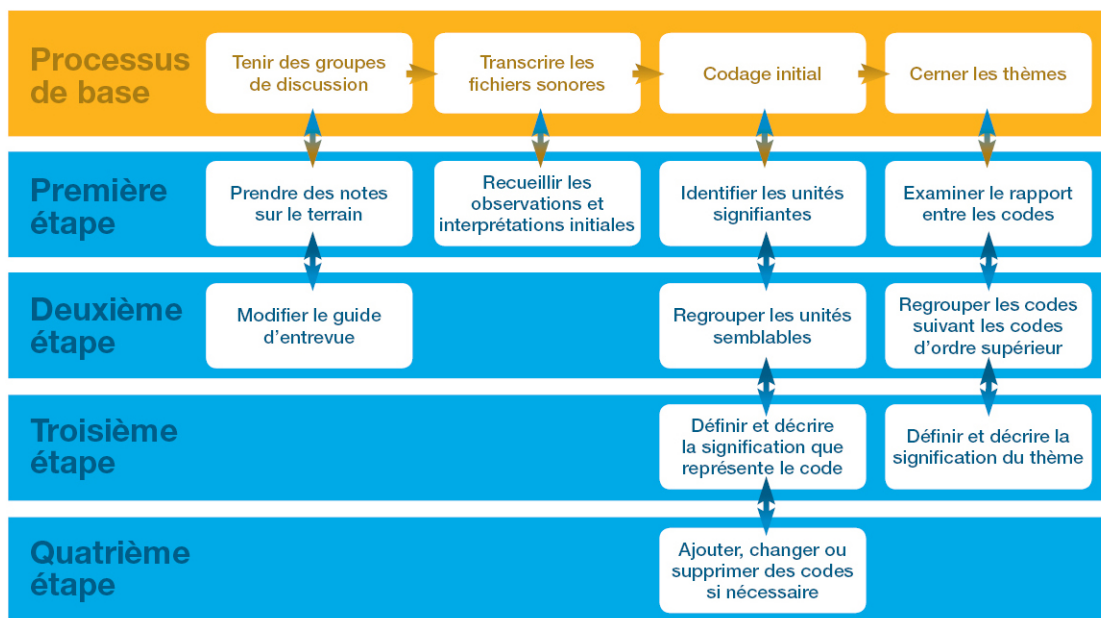 Processus
de base
Tenir des groupes
de discussion
Transcrire les
fichiers sonores
Codage initial
Cerner les thèmes
Première
étape
Prendre des notes
sur le terrain
Recueillir les
observations et
interprétations initiales
Identifier les unités
signifiantes
Examiner le rapport
entre les codes
Deuxième
étape
Modifier le guide
d’entrevue
Regrouper les unités
semblables
Regrouper les codes
suivant les codes
d’ordre supérieur
Troisième
étape
Définir et décrire
la signification que
représente le code
Définir et décrire la
signification du thème
Quatrième
étape
Ajouter, changer ou
supprimer des codes
si nécessaire